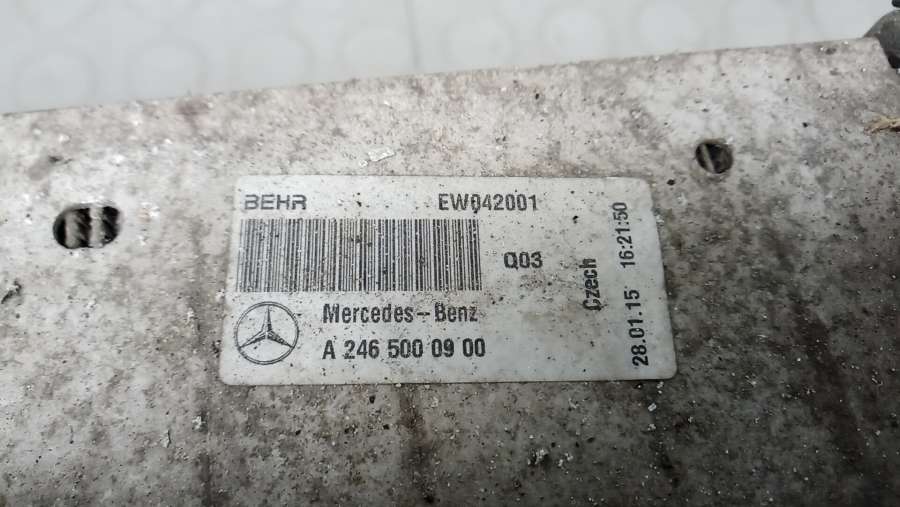 BEHR EW042001
Q03
Mercedes-Benz
A 246 500 09 00
Czech
28.01.15 16:21:50